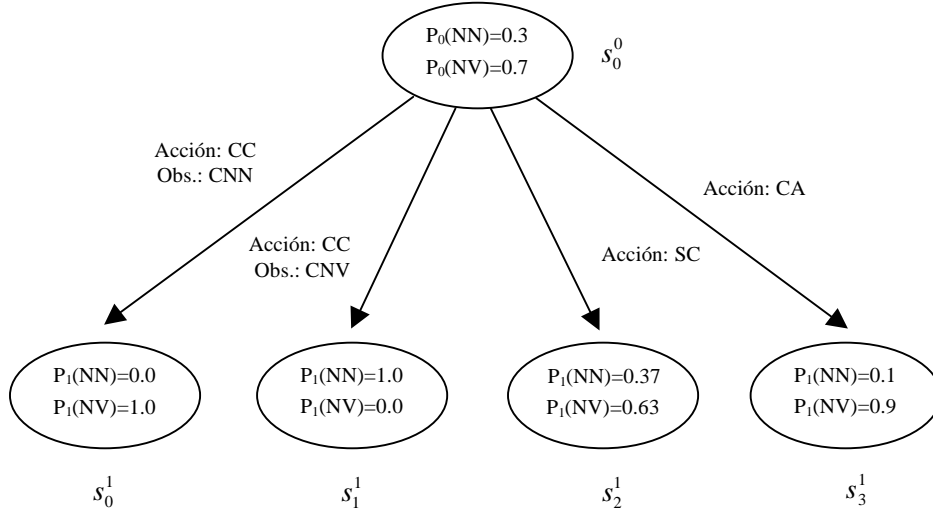 P₀(NN)=0.3
P₀(NV)=0.7
s₀⁰
Acción: CC
Obs.: CNN
Acción: CC
Obs.: CNV
Acción: SC
Acción: CA
P₁(NN)=0.0
P₁(NV)=1.0
P₁(NN)=1.0
P₁(NV)=0.0
P₁(NN)=0.37
P₁(NV)=0.63
P₁(NN)=0.1
P₁(NV)=0.9
s₀¹
s₁¹
s₂¹
s₃¹